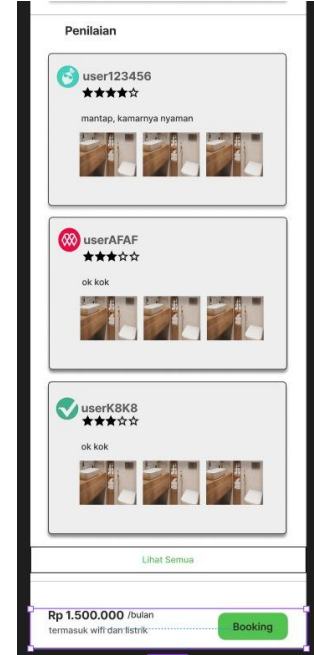 Penilaian
user123456
★★★★☆
mantap, kamarnya nyaman
userAFAF
★★★☆☆
ok kok
userK8K8
★★★☆☆
ok kok
Lihat Semua
Rp 1.500.000 /bulan
termasuk wifi dan listrik
Booking